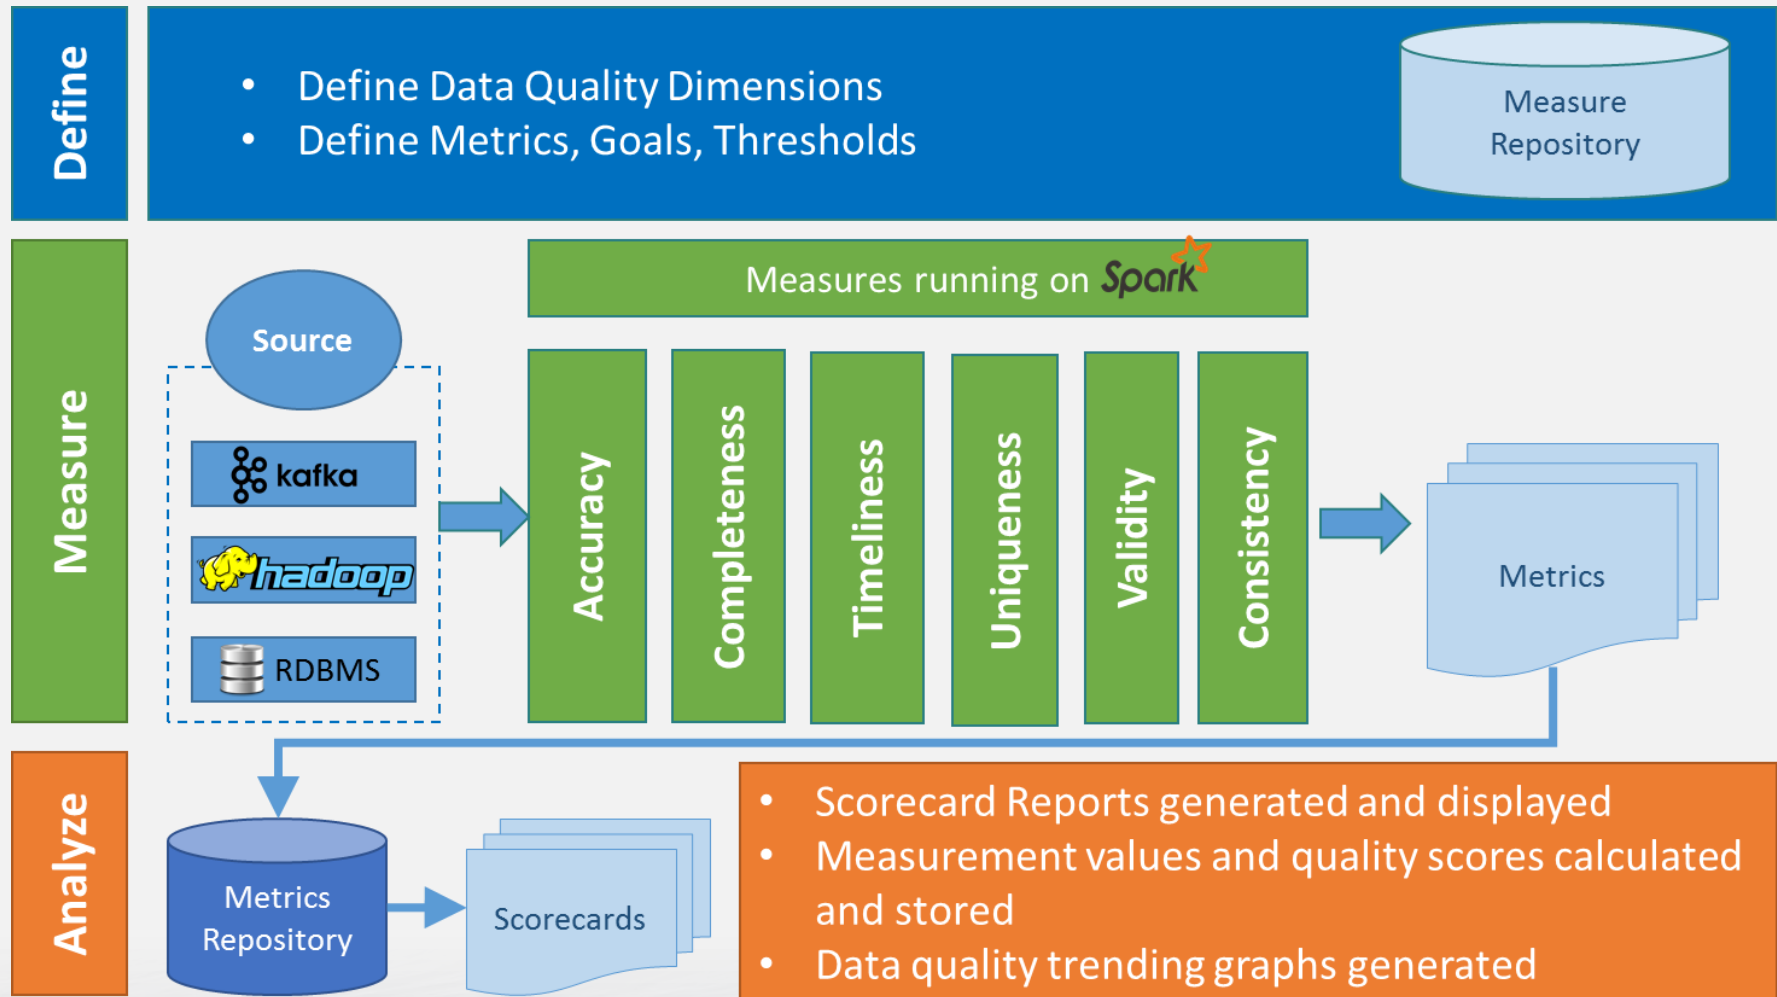 Define
• Define Data Quality Dimensions
• Define Metrics, Goals, Thresholds
Measure
Repository
Measure
Measures running on Spark
Source
kafka
hadoop
RDBMS
Accuracy
Completeness
Timeliness
Uniqueness
Validity
Consistency
Metrics
Analyze
Metrics
Repository
Scorecards
• Scorecard Reports generated and displayed
• Measurement values and quality scores calculated
and stored
• Data quality trending graphs generated